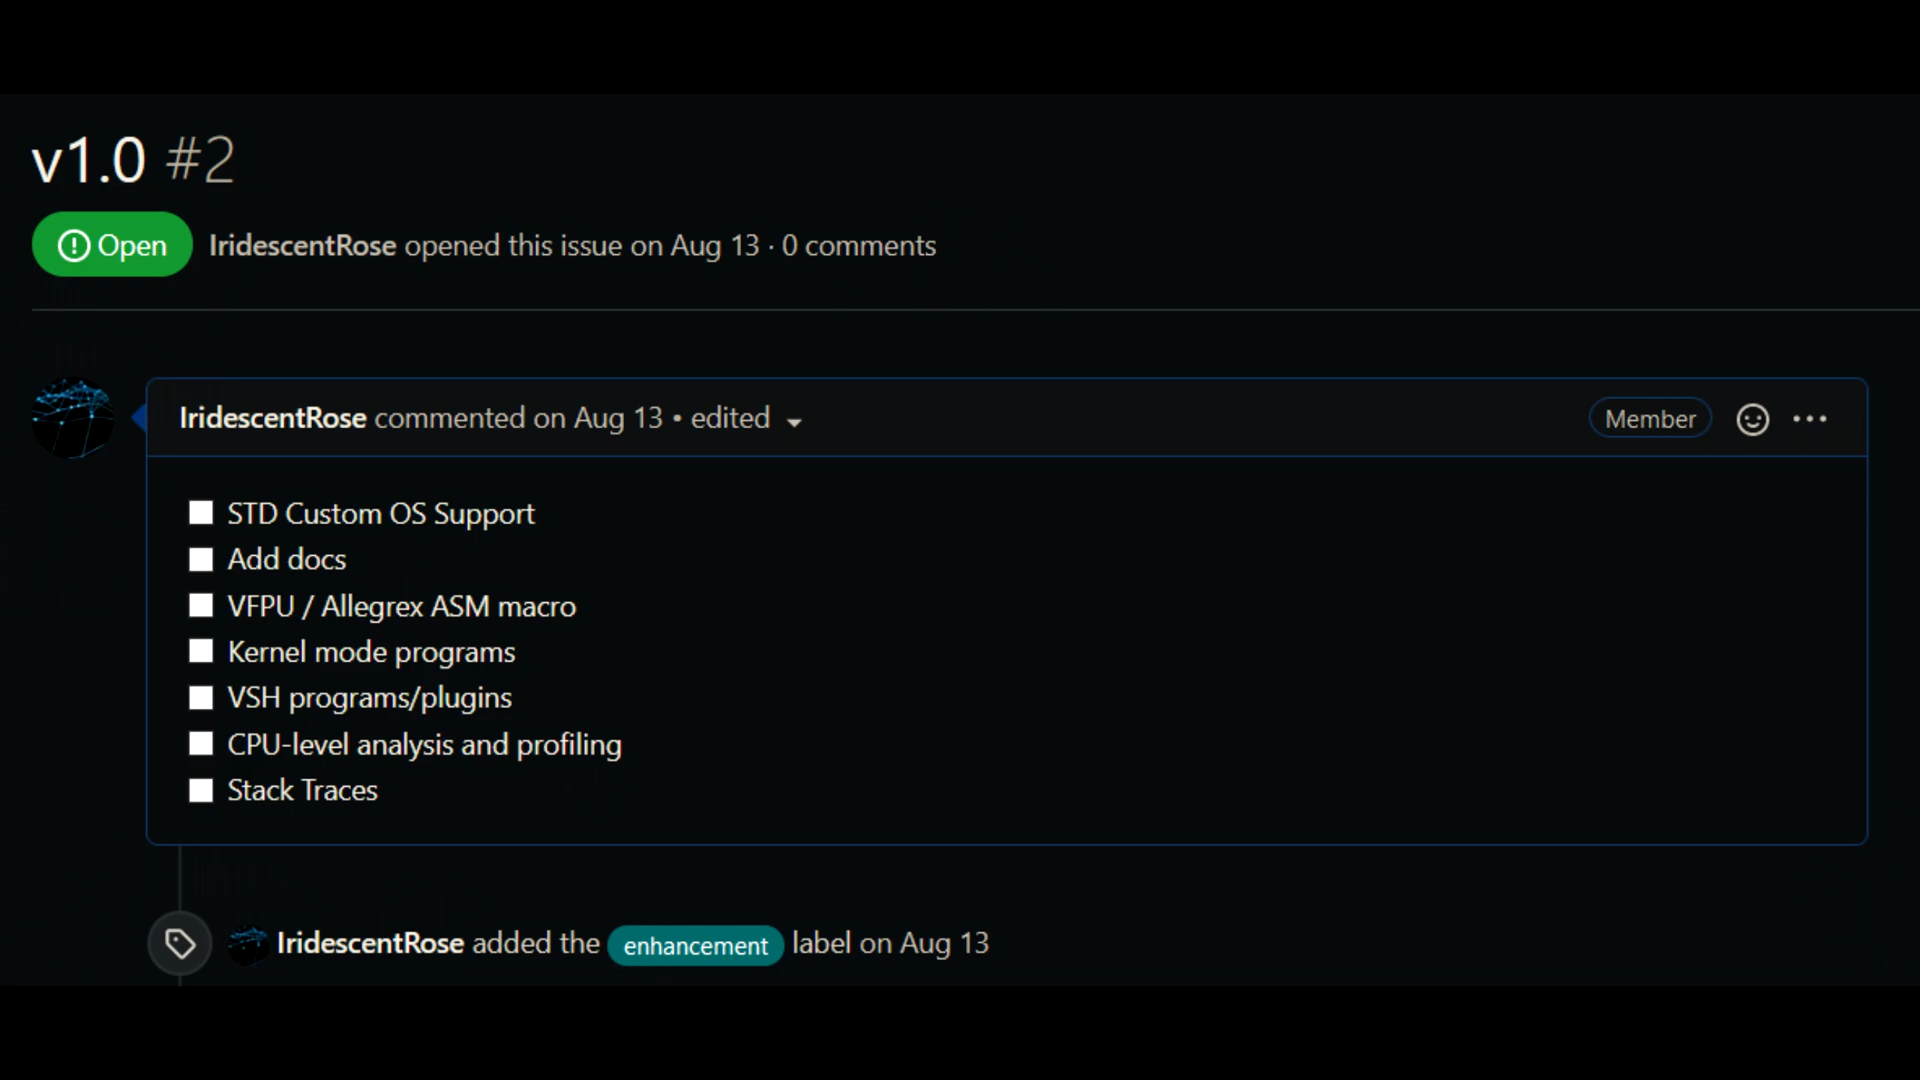 v1.0 #2
Open IridescentRose opened this issue on Aug 13 · 0 comments
IridescentRose commented on Aug 13 • edited Member
STD Custom OS Support
Add docs
VFPU / Allegrex ASM macro
Kernel mode programs
VSH programs/plugins
CPU-level analysis and profiling
Stack Traces
IridescentRose added the enhancement label on Aug 13